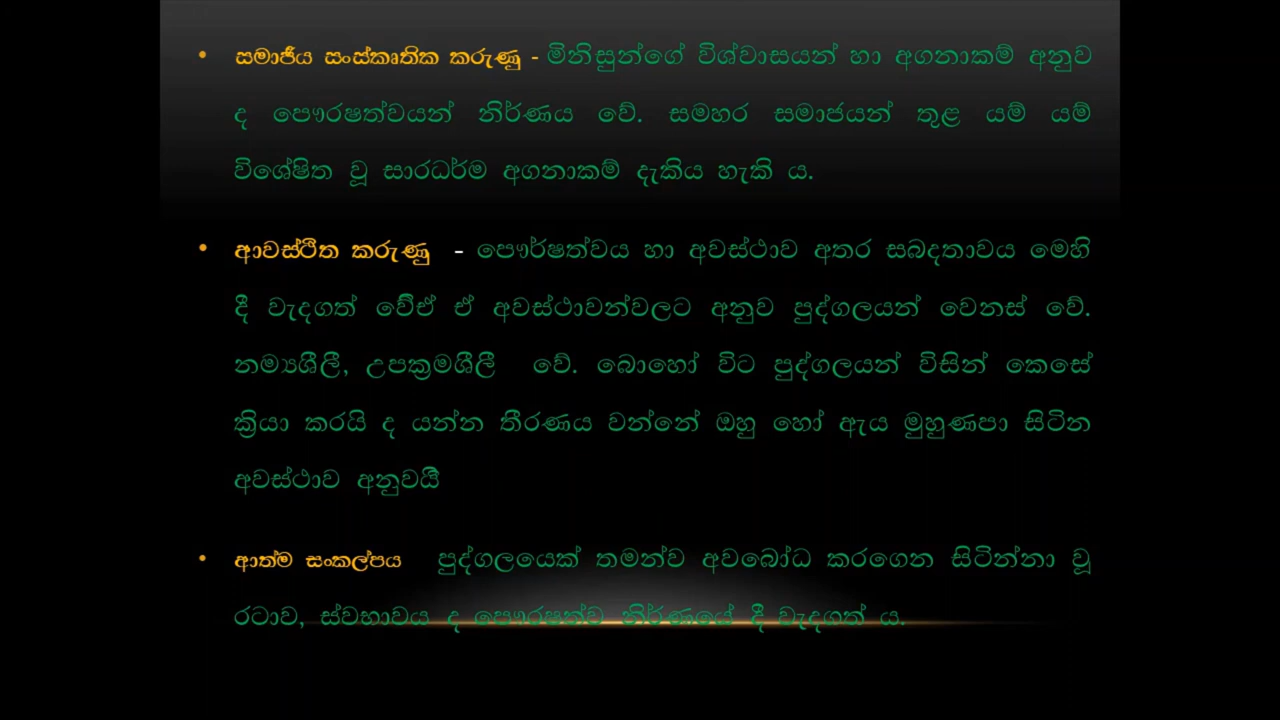 • සමාජීය සංස්කෘතික කරුණු - මිනිසුන්ගේ විශ්වාසයන් හා අගනාකම් අනුව
ද පෞරෂත්වයන් නිර්ණය වේ. සමහර සමාජයන් තුළ යම් යම්
විශේෂිත වූ සාරධර්ම අගනාකම් දැකිය හැකි ය.
• ආවස්ථිත කරුණු - පෞර්ෂත්වය හා අවස්ථාව අතර සබදතාවය මෙහි
දී වැදගත් වේිඒ ඒ අවස්ථාවන්වලට අනුව පුද්ගලයන් වෙනස් වේ.
නම්‍යශීලී, උපක්‍රමශීලී වේ. බොහෝ විට පුද්ගලයන් විසින් කෙසේ
ක්‍රියා කරයි ද යන්න තීරණය වන්නේ ඔහු හෝ ඇය මුහුණපා සිටින
අවස්ථාව අනුවයිි
• ආත්ම සංකල්පය පුද්ගලයෙක් තමන්ව අවබෝධ කරගෙන සිටින්නා වූ
රටාව, ස්වභාවය ද පෞරෂත්ව නිර්ණයේ දී වැදගත් ය.